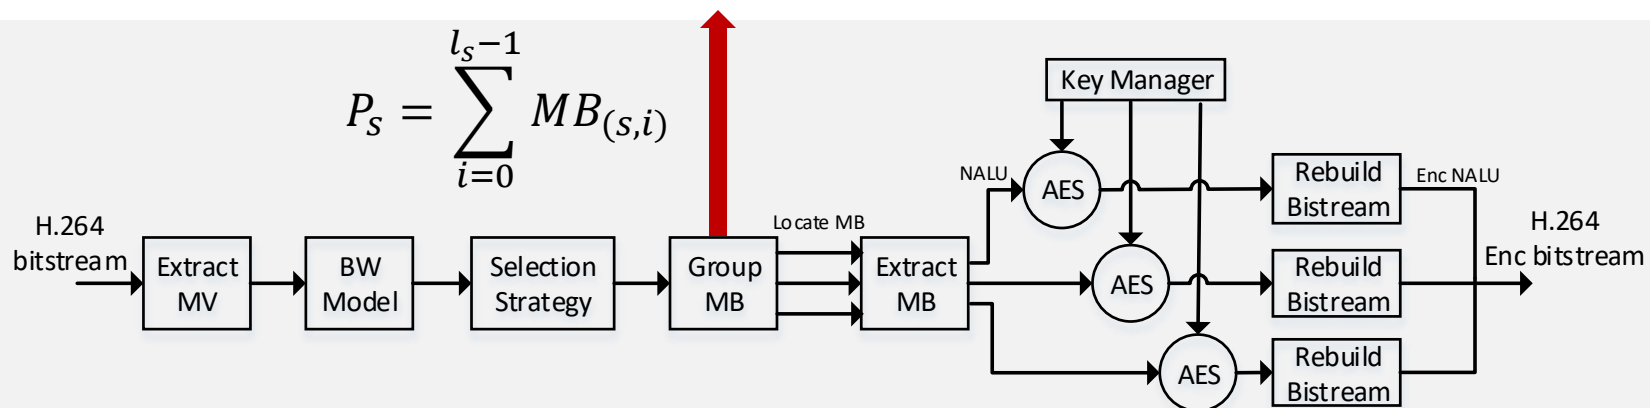 l_s−1
P_s = ∑ MB_(s,i)
i=0
Key Manager
NALU
AES
Rebuild
Bistream
Enc NALU
H.264
bitstream
Extract
MV
BW
Model
Selection
Strategy
Group
MB
Locate MB
Extract
MB
AES
Rebuild
Bistream
H.264
Enc bitstream
AES
Rebuild
Bistream